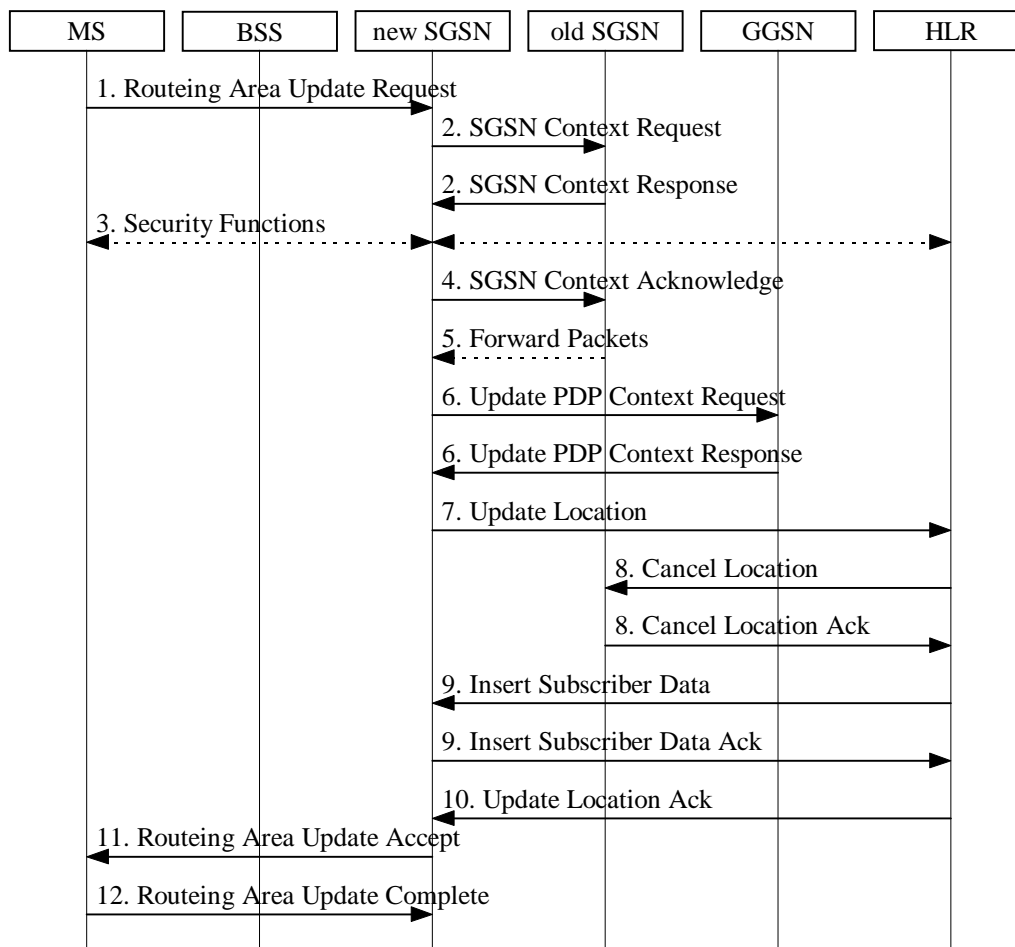 MS
BSS
new SGSN
old SGSN
GGSN
HLR
1. Routeing Area Update Request
2. SGSN Context Request
2. SGSN Context Response
3. Security Functions
4. SGSN Context Acknowledge
5. Forward Packets
6. Update PDP Context Request
6. Update PDP Context Response
7. Update Location
8. Cancel Location
8. Cancel Location Ack
9. Insert Subscriber Data
9. Insert Subscriber Data Ack
10. Update Location Ack
11. Routeing Area Update Accept
12. Routeing Area Update Complete